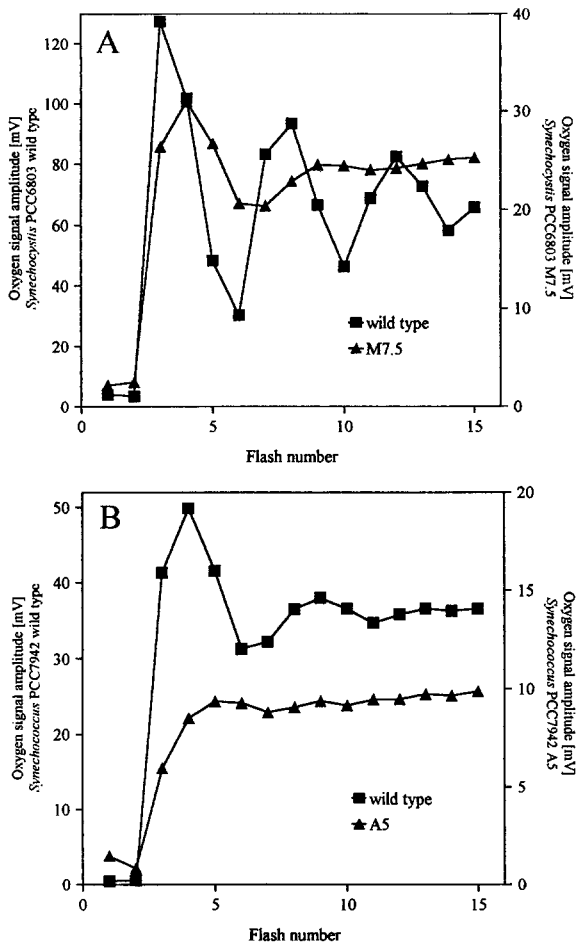 A
Oxygen signal amplitude [mV]
Synechocystis PCC6803 wild type
120
100
80
60
40
20
0
40
30
20
10
0
Oxygen signal amplitude [mV]
Synechocystis PCC6803 M7.5
wild type
M7.5
0
5
10
15
Flash number
B
Oxygen signal amplitude [mV]
Synechococcus PCC7942 wild type
50
40
30
20
10
0
20
15
10
5
0
Oxygen signal amplitude [mV]
Synechococcus PCC7942 A5
wild type
A5
0
5
10
15
Flash number